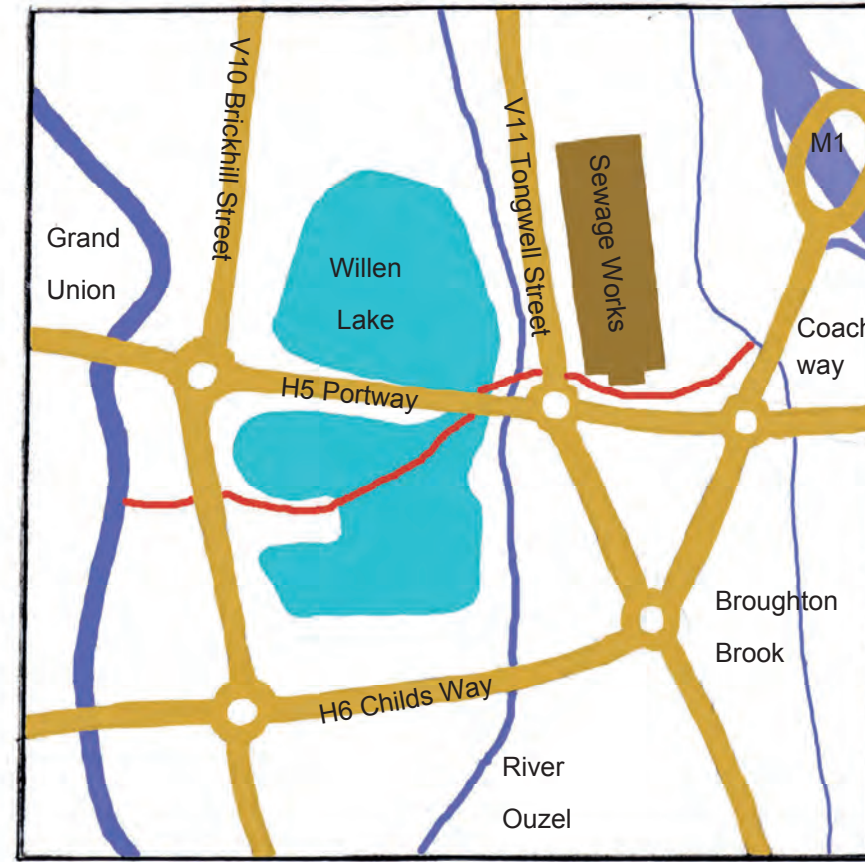 V10 Brickhill Street
V11 Tongwell Street
M1
Sewage Works
Grand
Union
Willen
Lake
Coach
way
H5 Portway
Broughton
Brook
H6 Childs Way
River
Ouzel